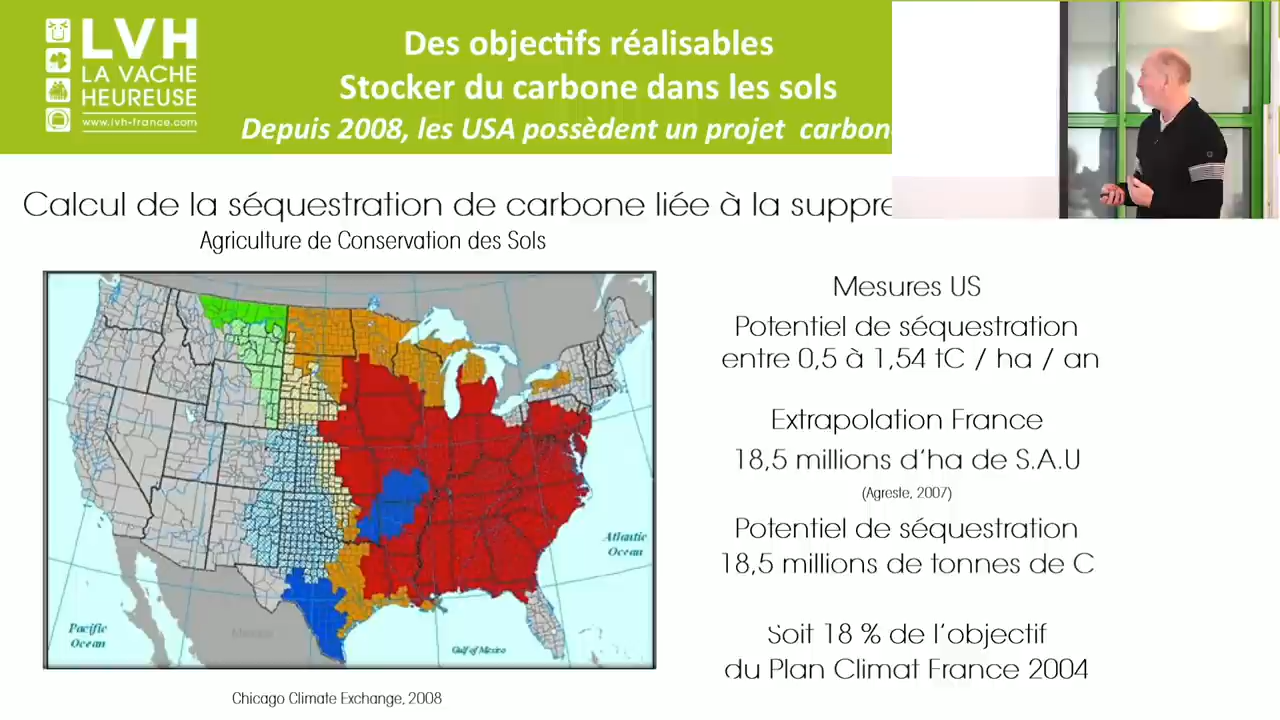 LVH
LA VACHE
HEUREUSE
www.lvh-france.com
Des objectifs réalisables
Stocker du carbone dans les sols
Depuis 2008, les USA possèdent un projet carbon
Calcul de la séquestration de carbone liée à la suppre
Agriculture de Conservation des Sols
Mesures US
Potentiel de séquestration
entre 0,5 à 1,54 tC / ha / an
Extrapolation France
18,5 millions d'ha de S.A.U
(Agreste, 2007)
Potentiel de séquestration
18,5 millions de tonnes de C
Soit 18 % de l'objectif
du Plan Climat France 2004
Atlantic
Ocean
Pacific
Ocean
Mexico
Gulf of Mexico
Chicago Climate Exchange, 2008